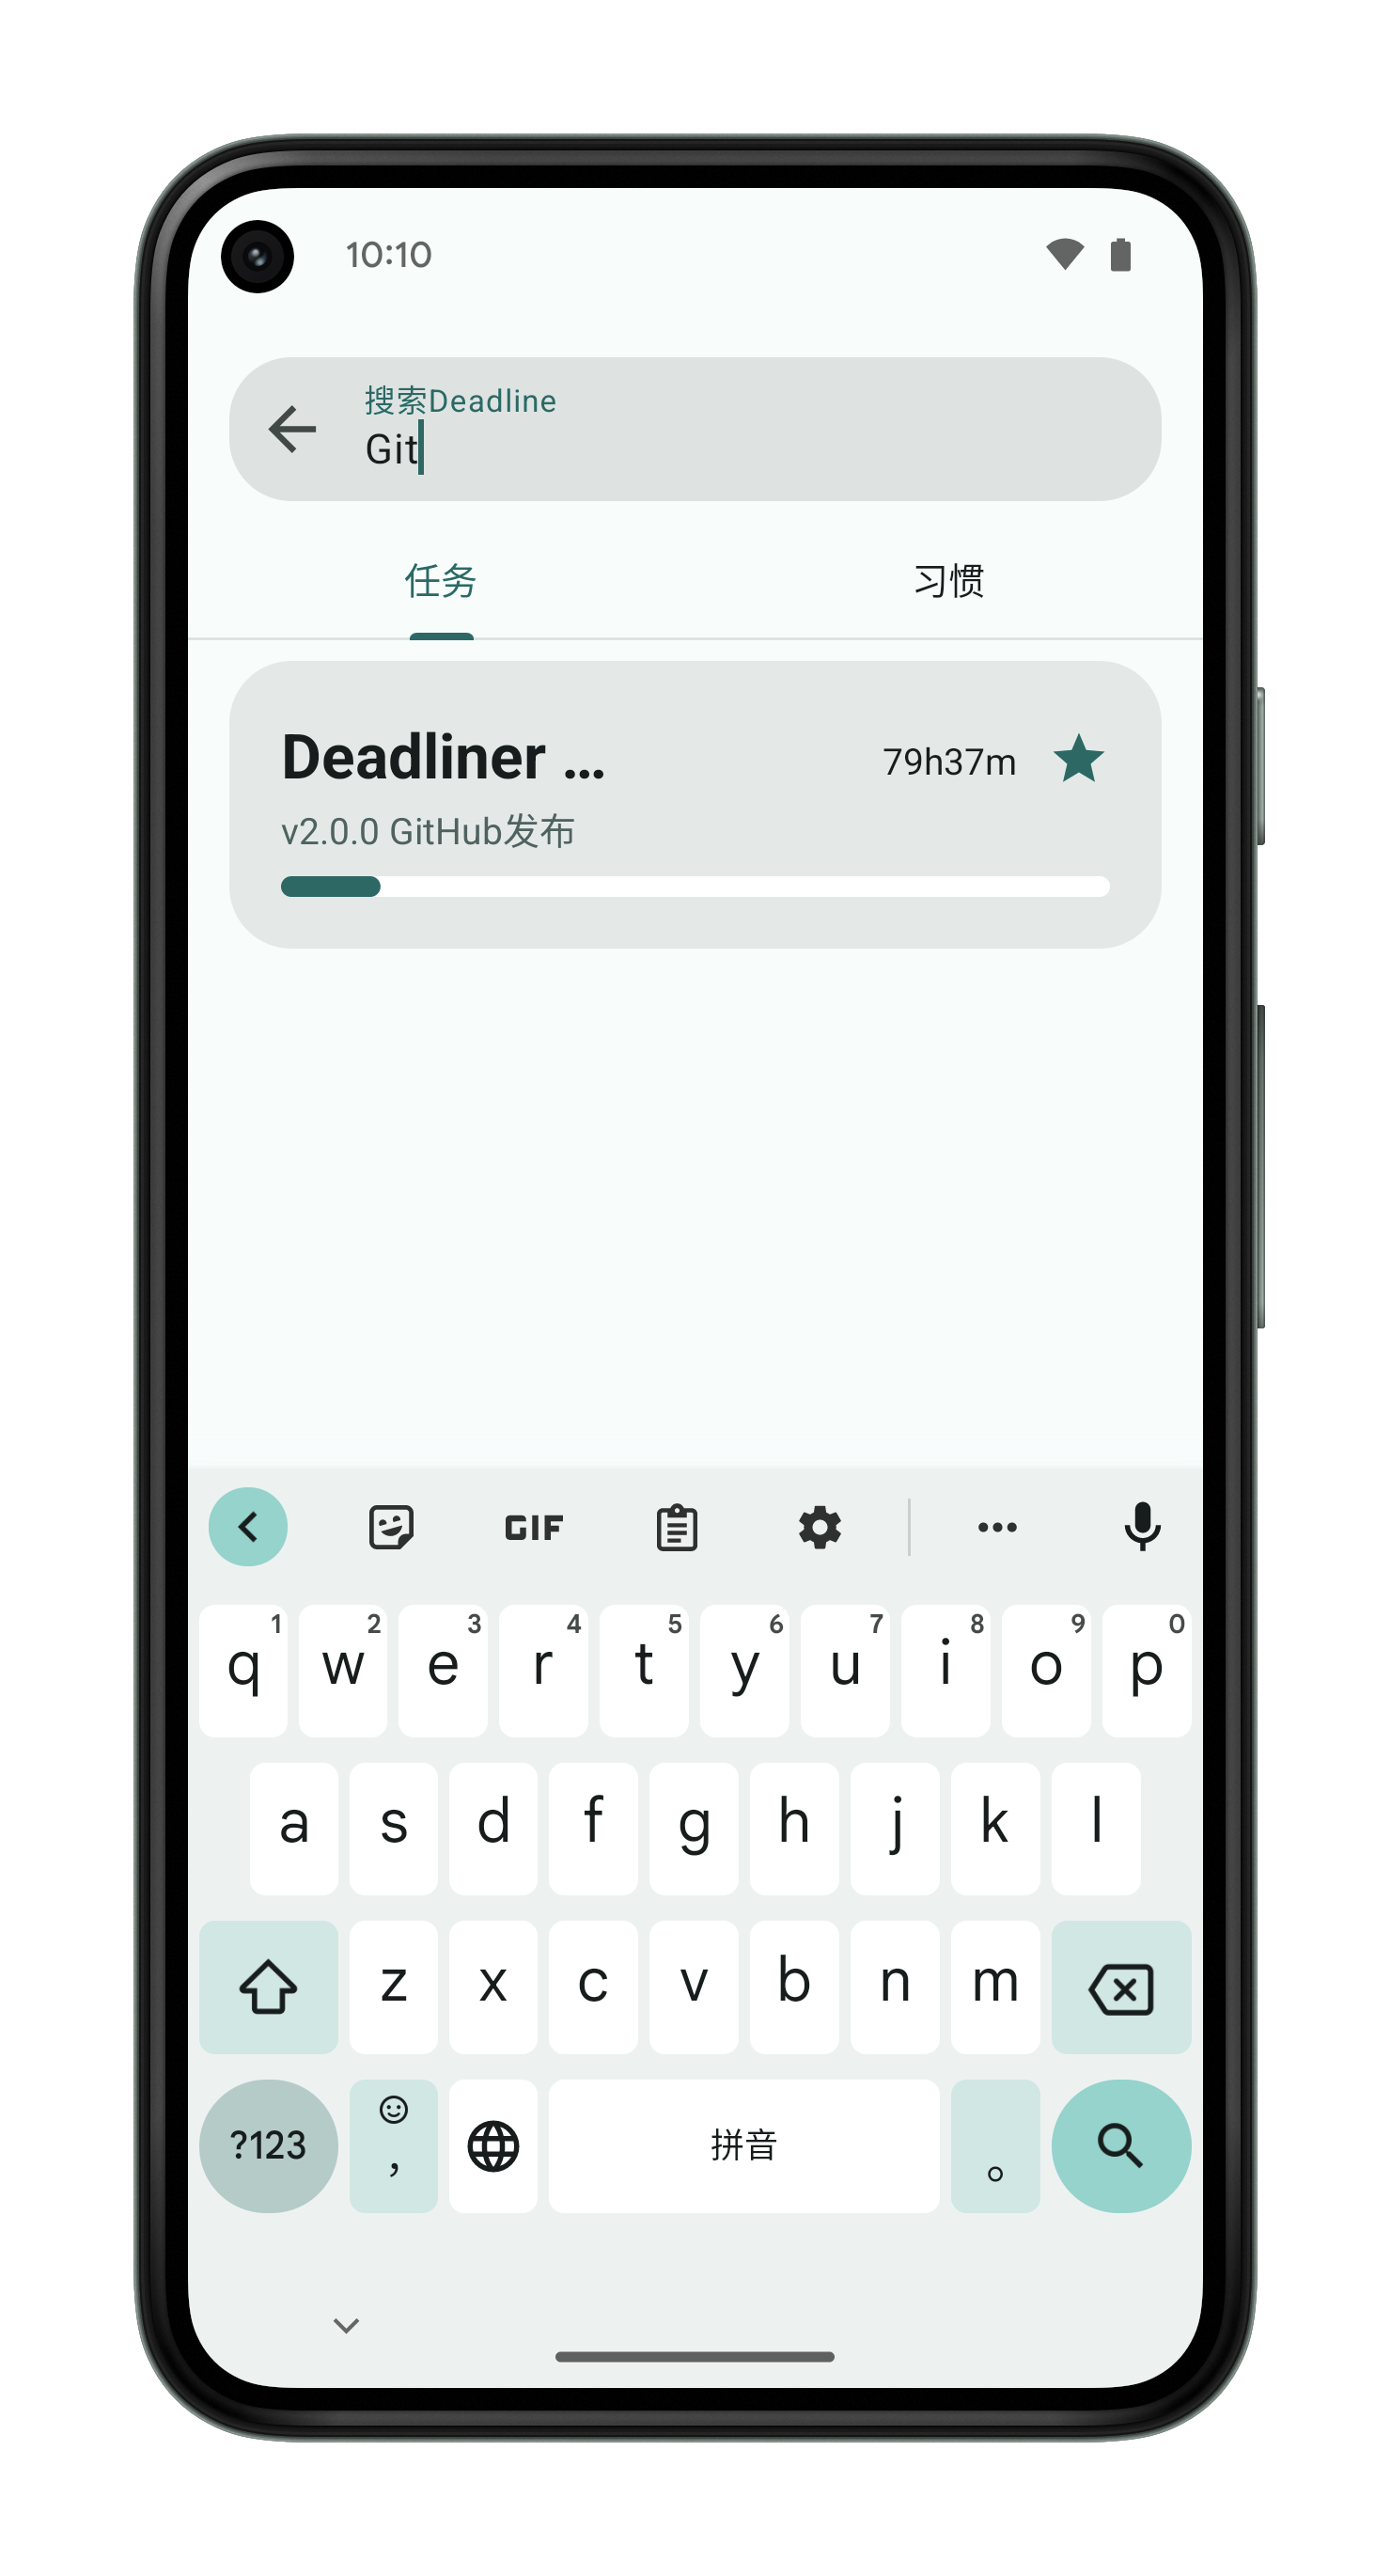 10:10
搜索Deadline
Git
任务 习惯
Deadliner ... 79h37m
v2.0.0 GitHub发布
GIF
1 2 3 4 5 6 7 8 9 0
q w e r t y u i o p
a s d f g h j k l
z x c v b n m
?123 , 拼音 。